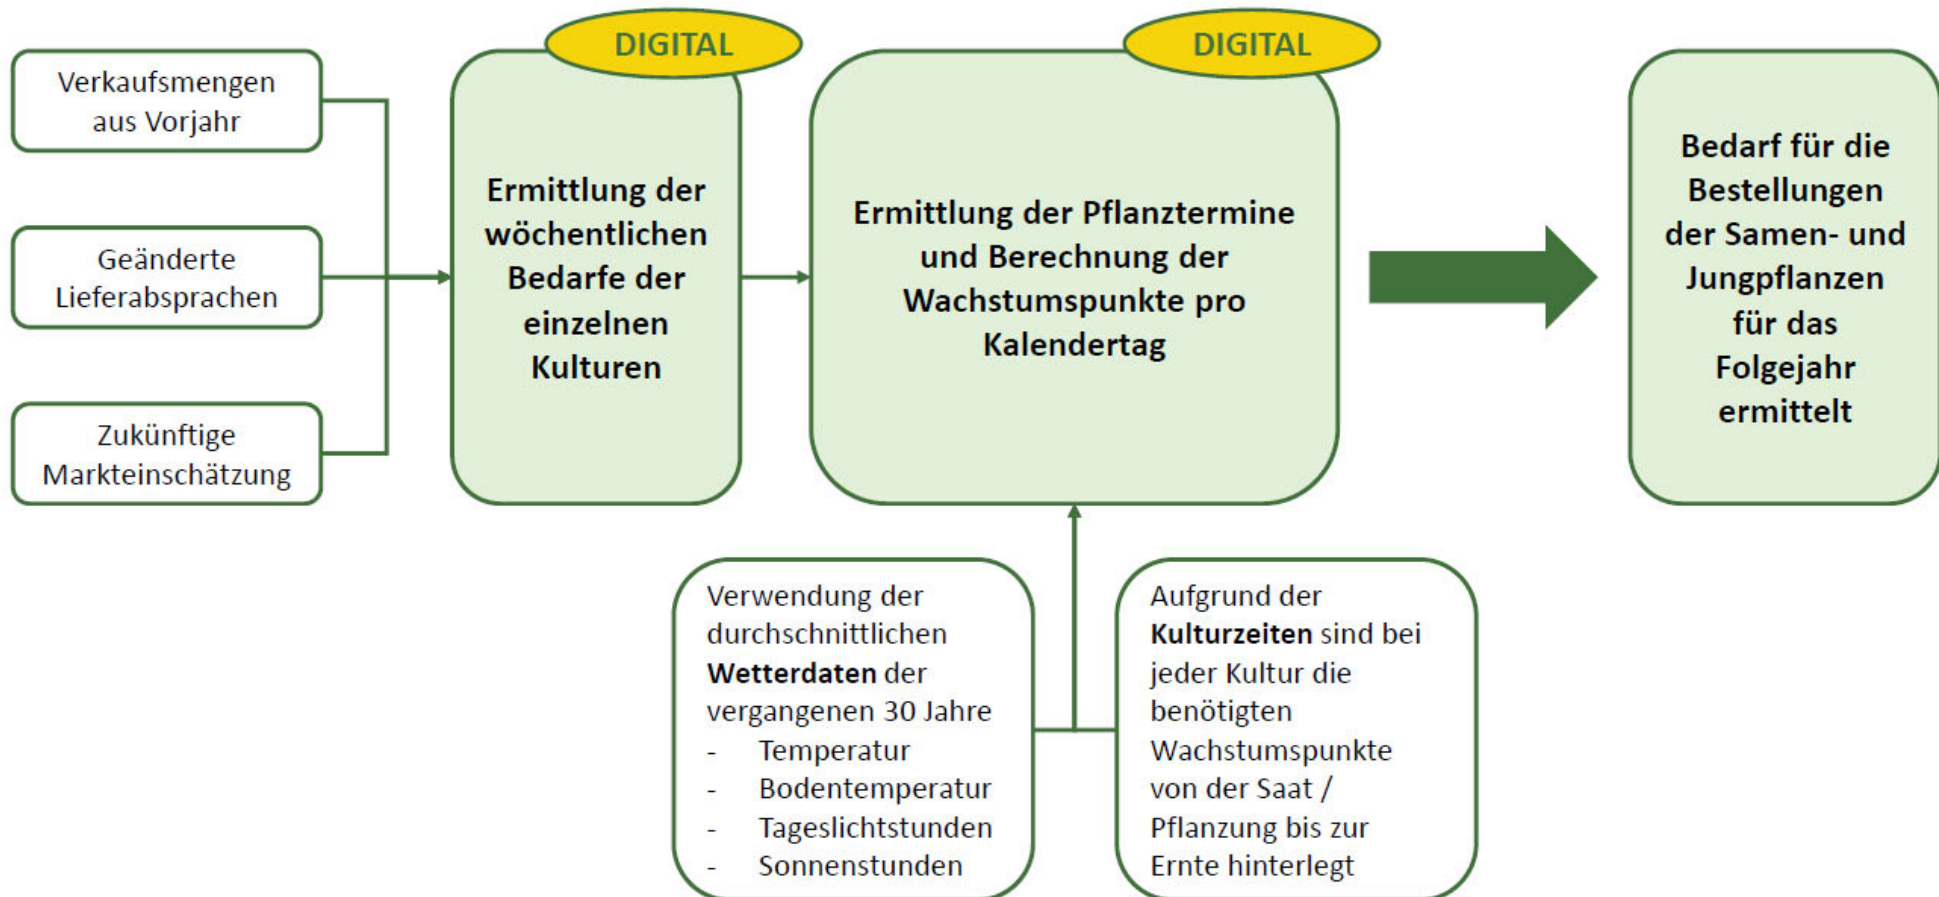 Verkaufsmengen
aus Vorjahr
Geänderte
Lieferabsprachen
Zukünftige
Markteinschätzung
DIGITAL
Ermittlung der
wöchentlichen
Bedarfe der
einzelnen
Kulturen
DIGITAL
Ermittlung der Pflanztermine
und Berechnung der
Wachstumspunkte pro
Kalendertag
Bedarf für die
Bestellungen
der Samen- und
Jungpflanzen
für das
Folgejahr
ermittelt
Verwendung der
durchschnittlichen
Wetterdaten der
vergangenen 30 Jahre
- Temperatur
- Bodentemperatur
- Tageslichtstunden
- Sonnenstunden
Aufgrund der
Kulturzeiten sind bei
jeder Kultur die
benötigten
Wachstumspunkte
von der Saat /
Pflanzung bis zur
Ernte hinterlegt